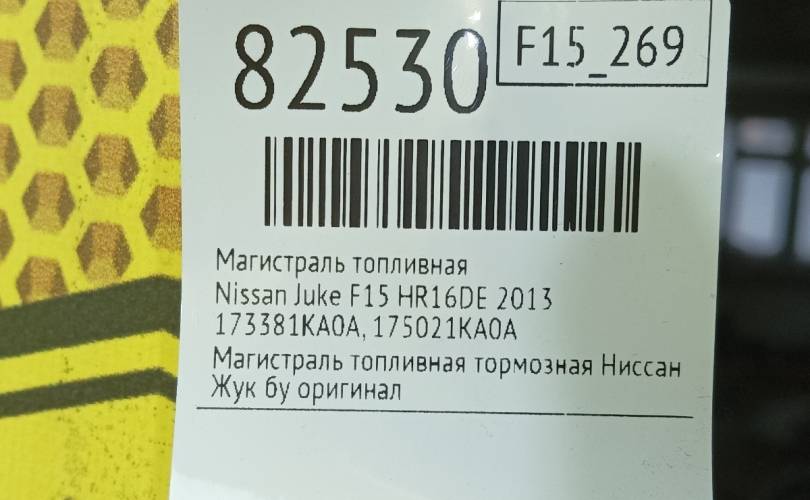 82530
F15_269
Магистраль топливная
Nissan Juke F15 HR16DE 2013
173381KA0A, 175021KA0A
Магистраль топливная тормозная Ниссан
Жук бу оригинал